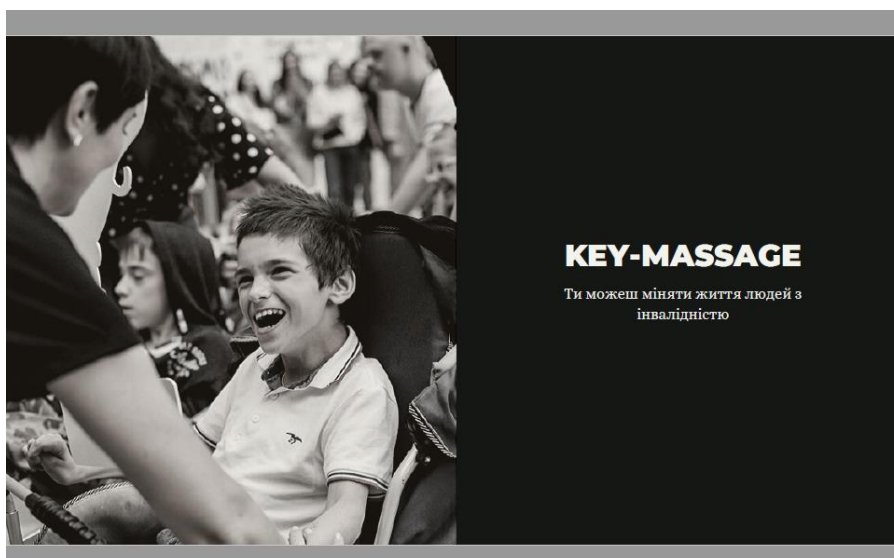 KEY-MASSAGE
Ти можеш міняти життя людей з
інвалідністю